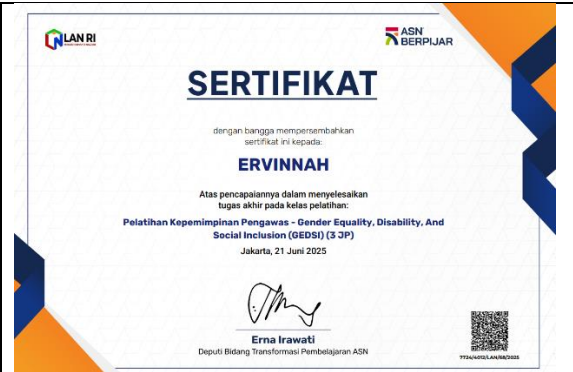 LAN RI
ASN
BERPIJAR
SERTIFIKAT
dengan bangga mempersembahkan
sertifikat ini kepada:
ERVINNAH
Atas pencapaiannya dalam menyelesaikan
tugas akhir pada kelas pelatihan:
Pelatihan Kepemimpinan Pengawas - Gender Equality, Disability, And
Social Inclusion (GEDSI) (3 JP)
Jakarta, 21 Juni 2025
Erna Irawati
Deputi Bidang Transformasi Pembelajaran ASN